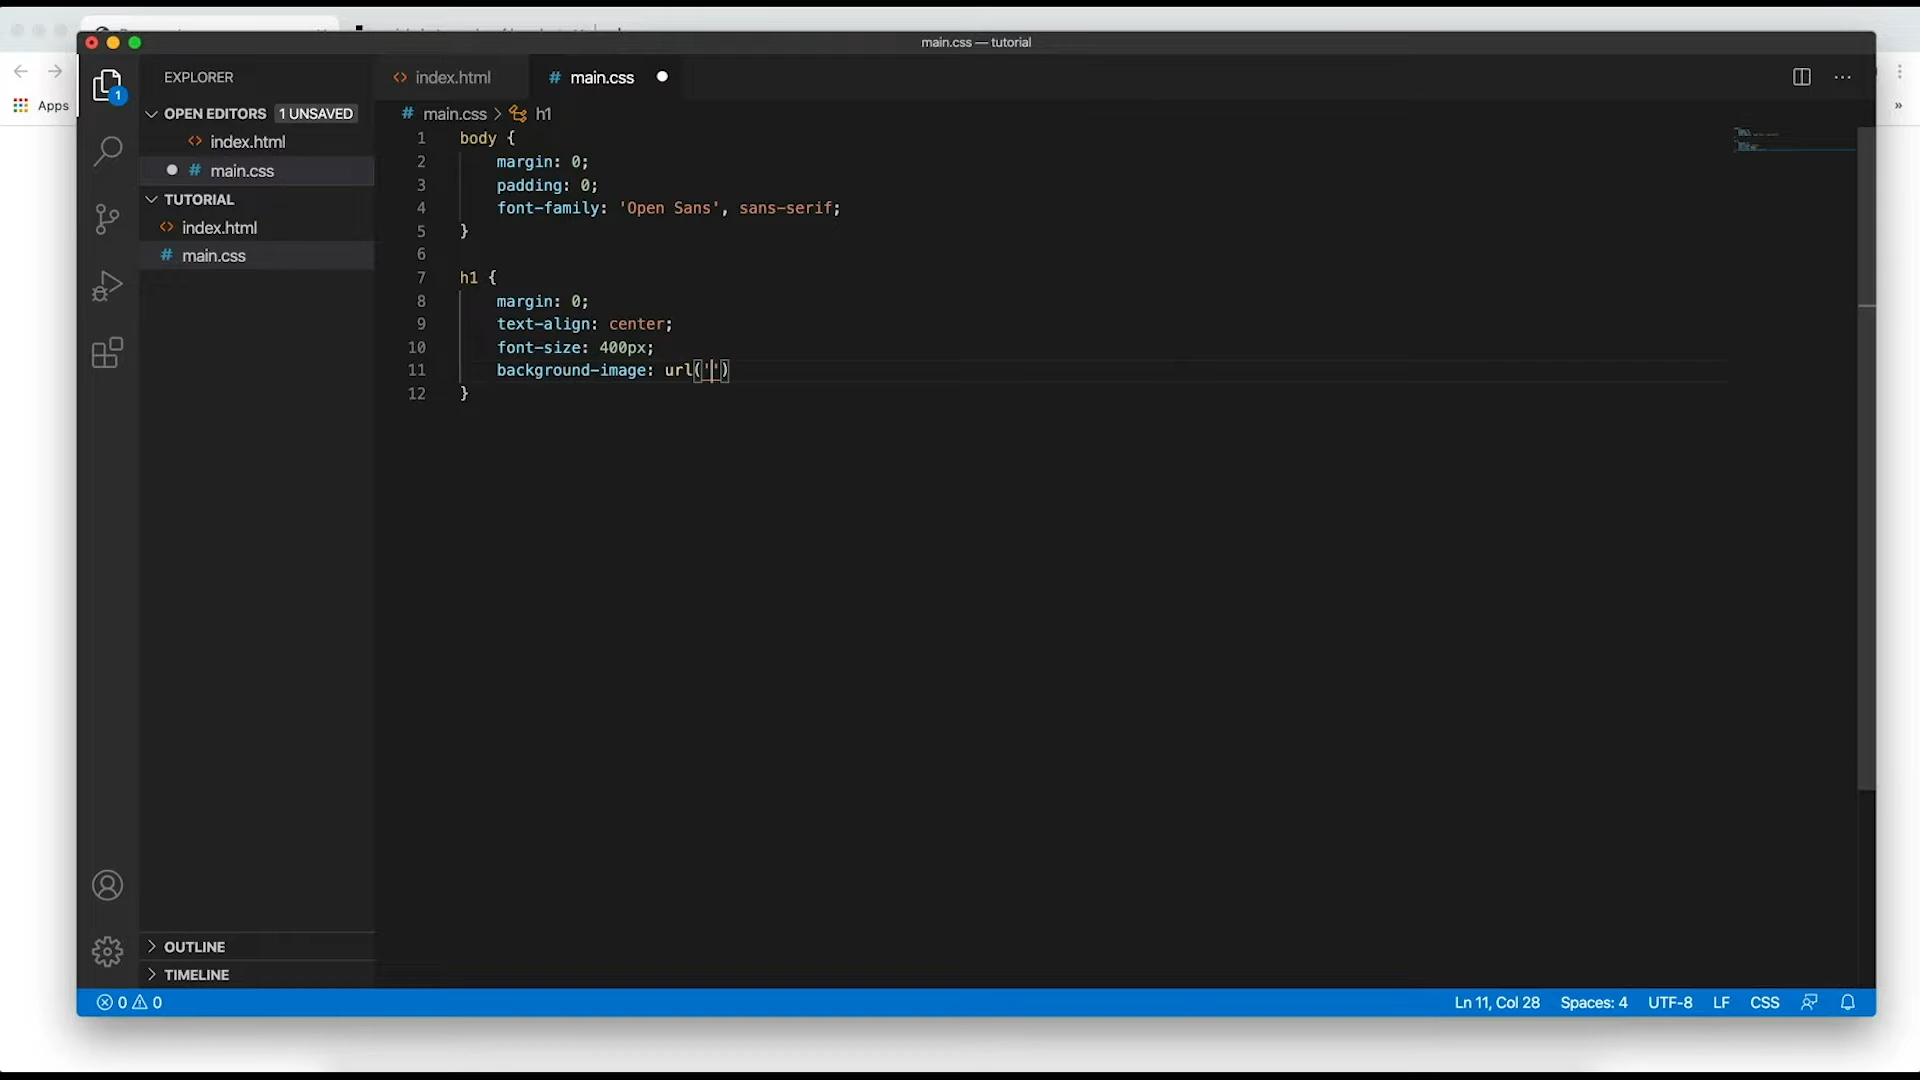 main.css — tutorial
Apps
»
EXPLORER
OPEN EDITORS 1 UNSAVED
index.html
# main.css
TUTORIAL
index.html
# main.css
OUTLINE
TIMELINE
1
<> index.html
# main.css
# main.css > h1
1 body {
2 margin: 0;
3 padding: 0;
4 font-family: 'Open Sans', sans-serif;
5 }
6
7 h1 {
8 margin: 0;
9 text-align: center;
10 font-size: 400px;
11 background-image: url('')
12 }
0 0
Ln 11, Col 28 Spaces: 4 UTF-8 LF CSS